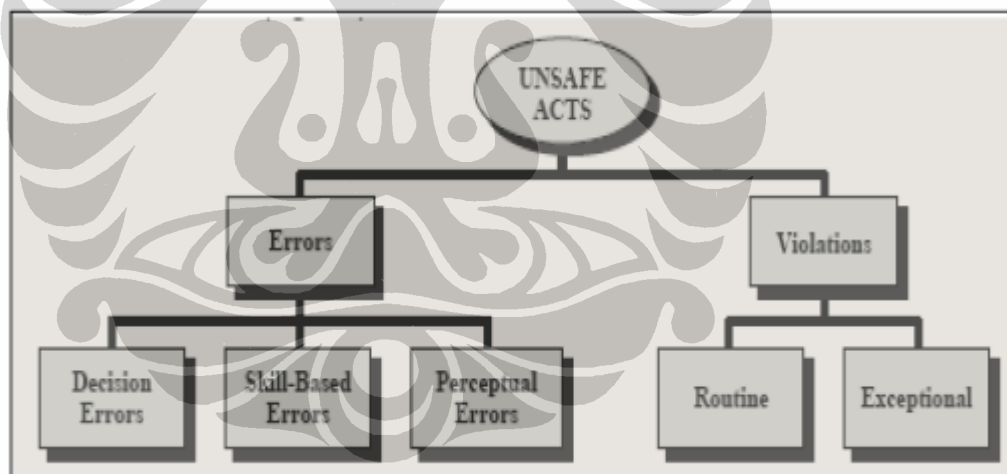 UNSAFE
ACTS
Errors
Violations
Decision
Errors
Skill-Based
Errors
Perceptual
Errors
Routine
Exceptional